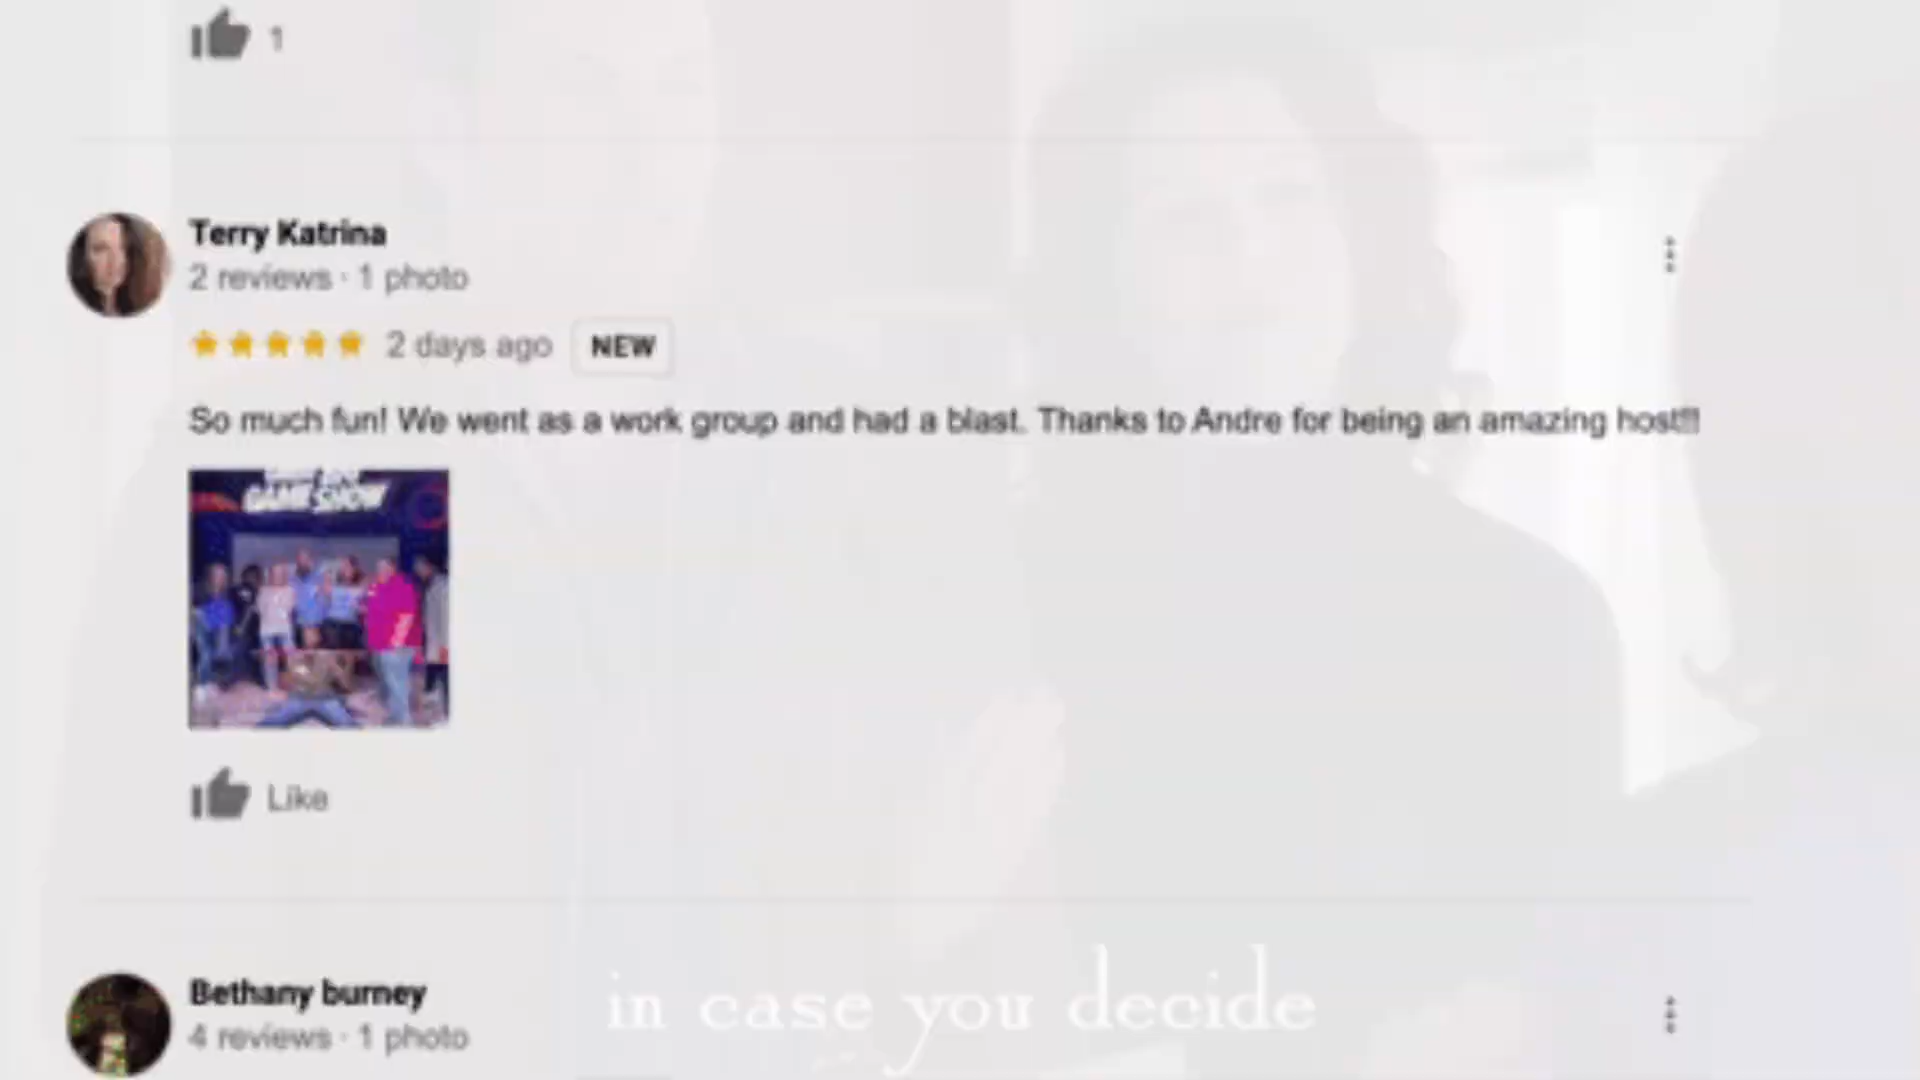 1
Terry Katrina
2 reviews · 1 photo
2 days ago NEW
So much fun! We went as a work group and had a blast. Thanks to Andre for being an amazing host!!!
GAME SHOW
Like
Bethany burney
4 reviews · 1 photo
in case you decide